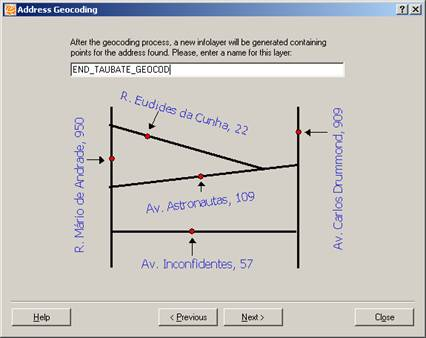 Address Geocoding
After the geocoding process, a new infolayer will be generated containing
points for the address found. Please, enter a name for this layer:
END_TAUBATE_GEOCOD
R. Eudides da Cunha, 22
R. Mário de Andrade, 950
Av. Carlos Drummond, 909
Av. Astronautas, 109
Av. Inconfidentes, 57
Help
< Previous
Next >
Close